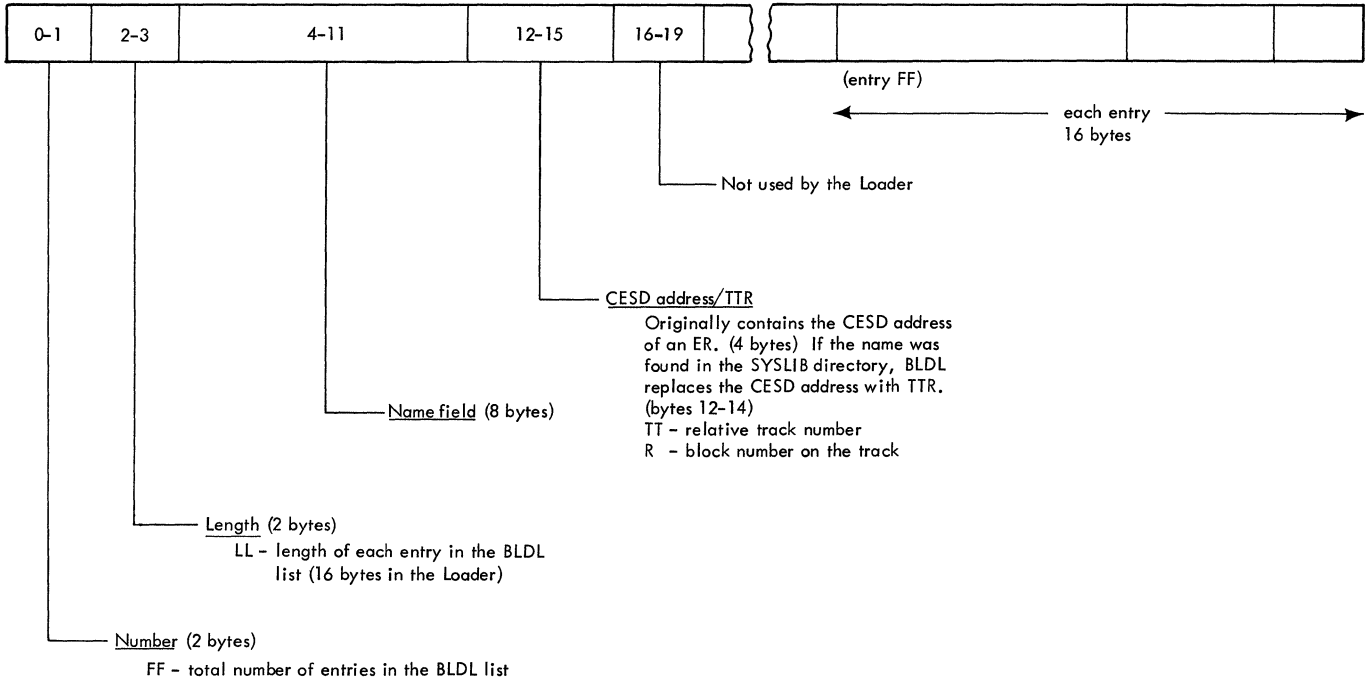 0-1 2-3 4-11 12-15 16-19
(entry FF)
each entry
16 bytes
Not used by the Loader
CESD address/TTR
Originally contains the CESD address
of an ER. (4 bytes) If the name was
found in the SYSLIB directory, BLDL
replaces the CESD address with TTR.
(bytes 12-14)
TT - relative track number
R - block number on the track
Name field (8 bytes)
Length (2 bytes)
LL - length of each entry in the BLDL
list (16 bytes in the Loader)
Number (2 bytes)
FF - total number of entries in the BLDL list